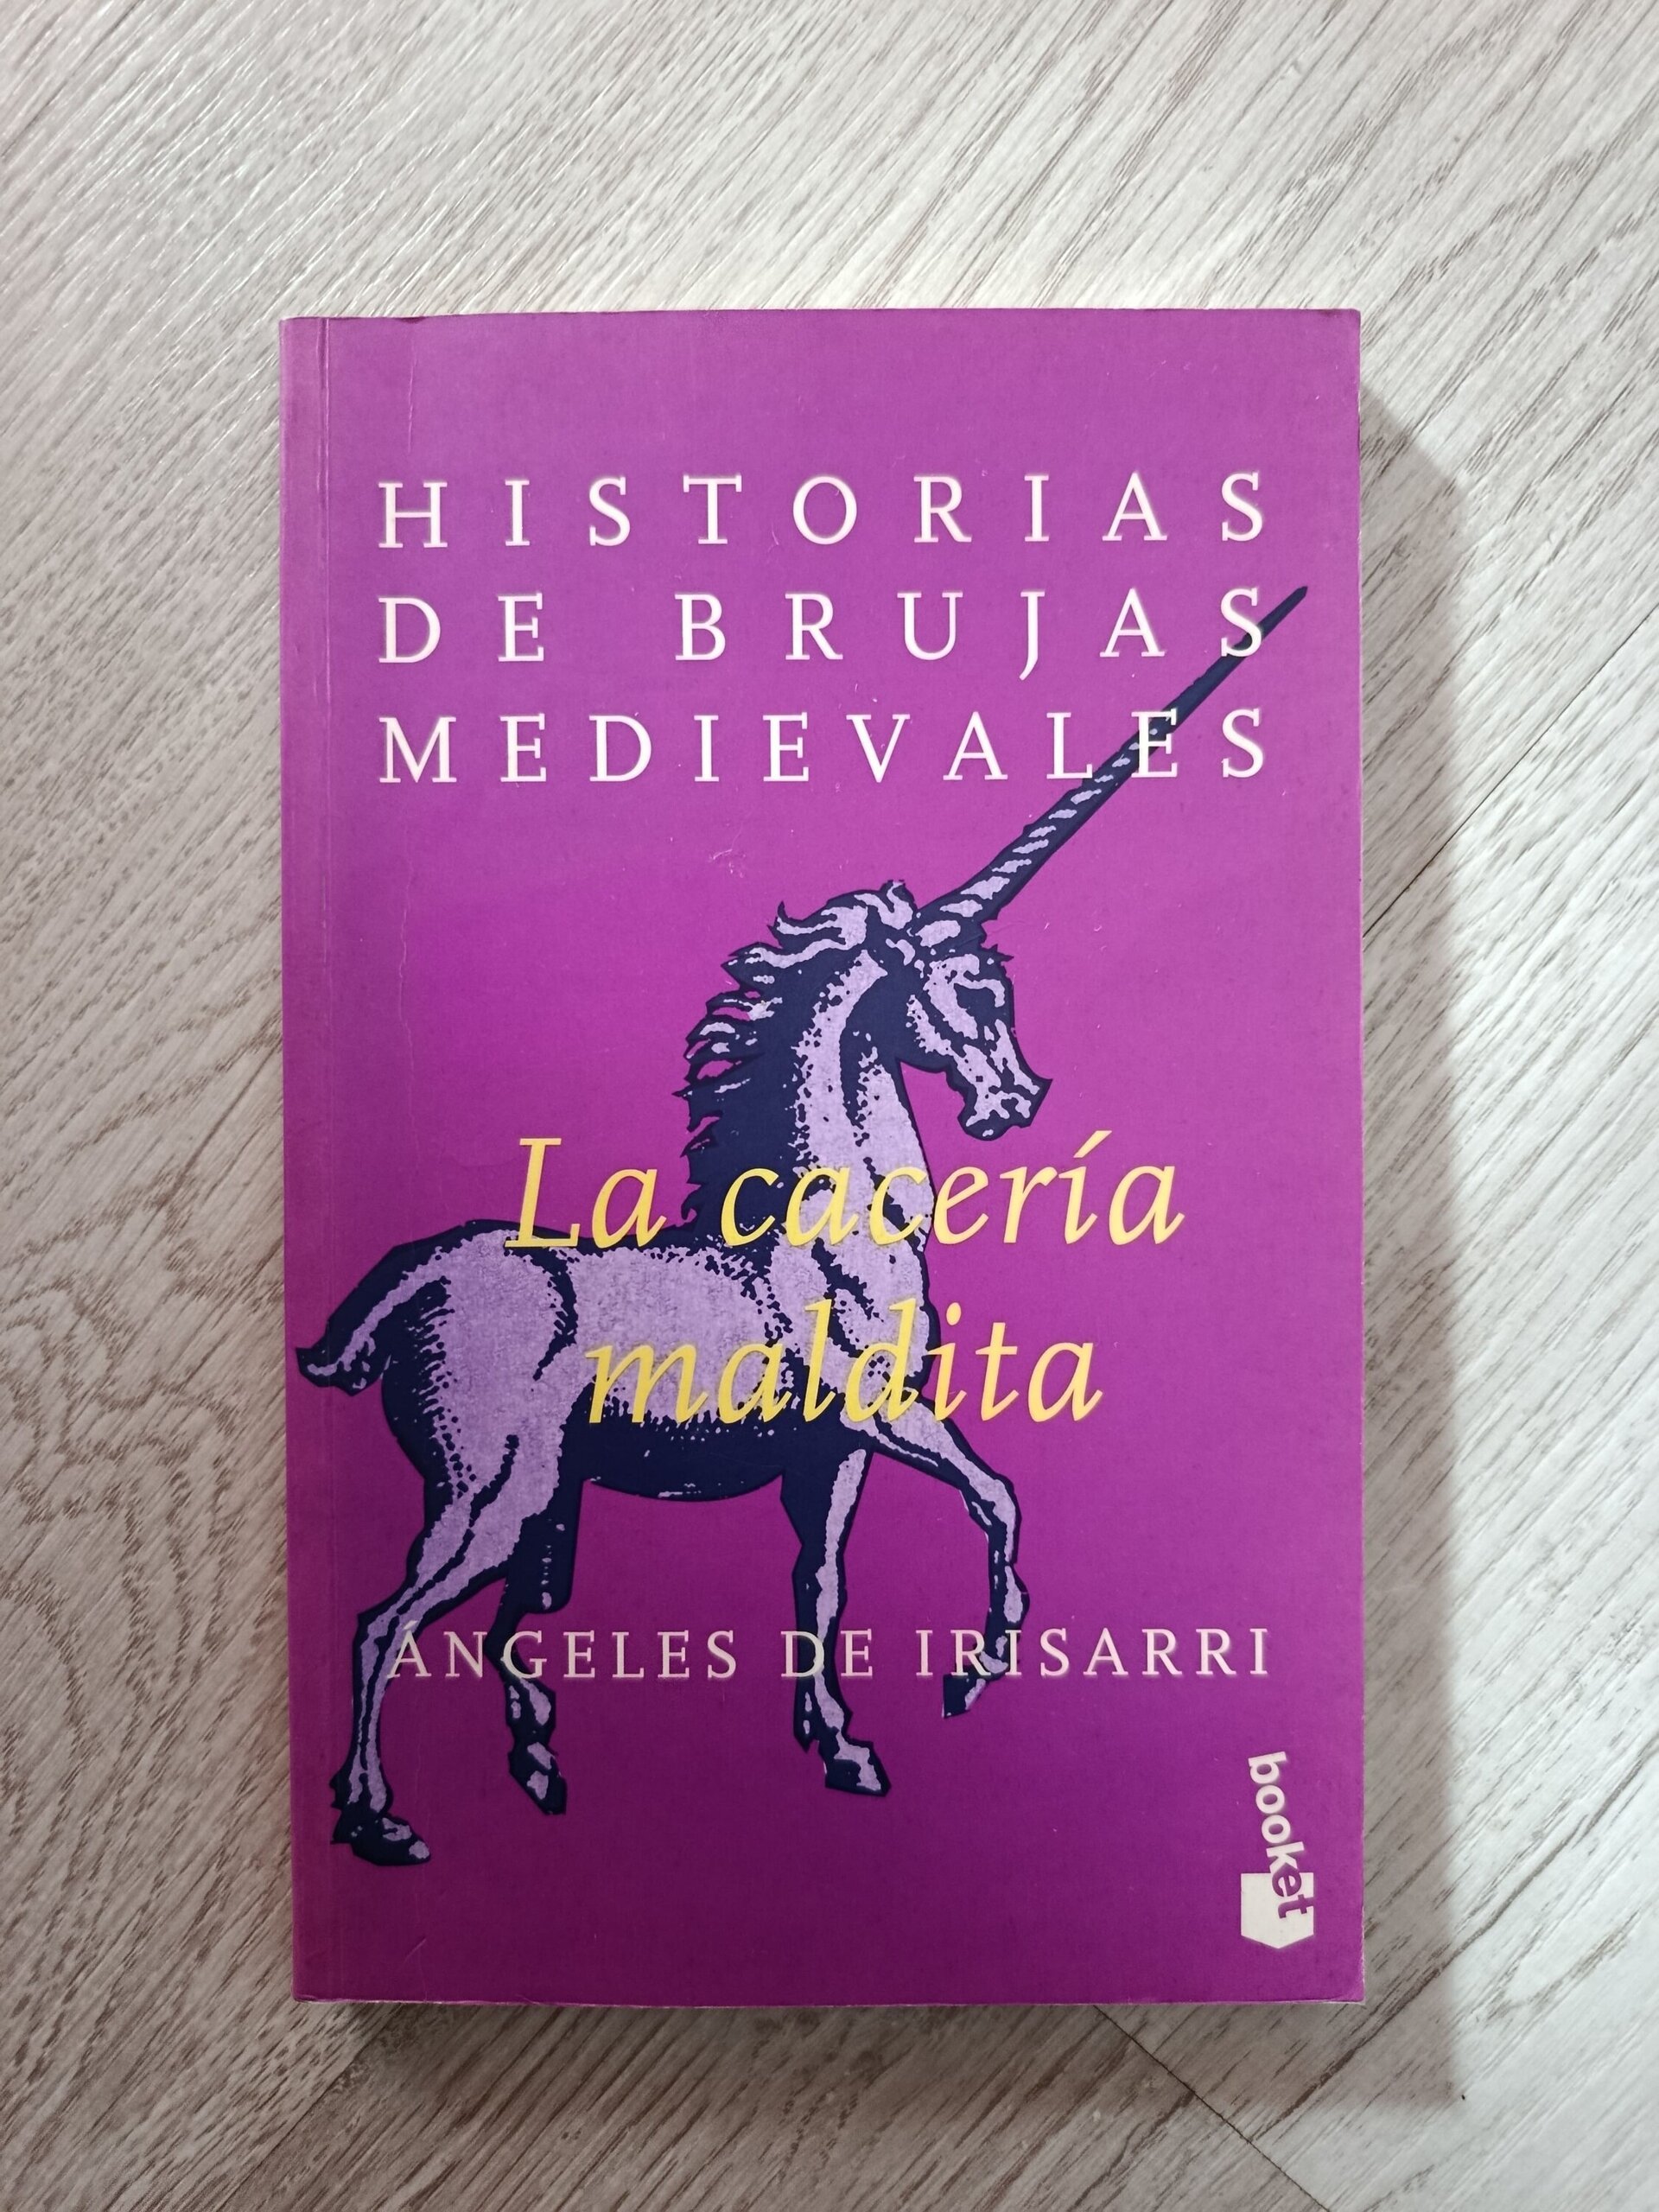 HISTORIAS
DE BRUJAS
MEDIEVALES
La cacería
maldita
ÁNGELES DE IRISARRI
booket